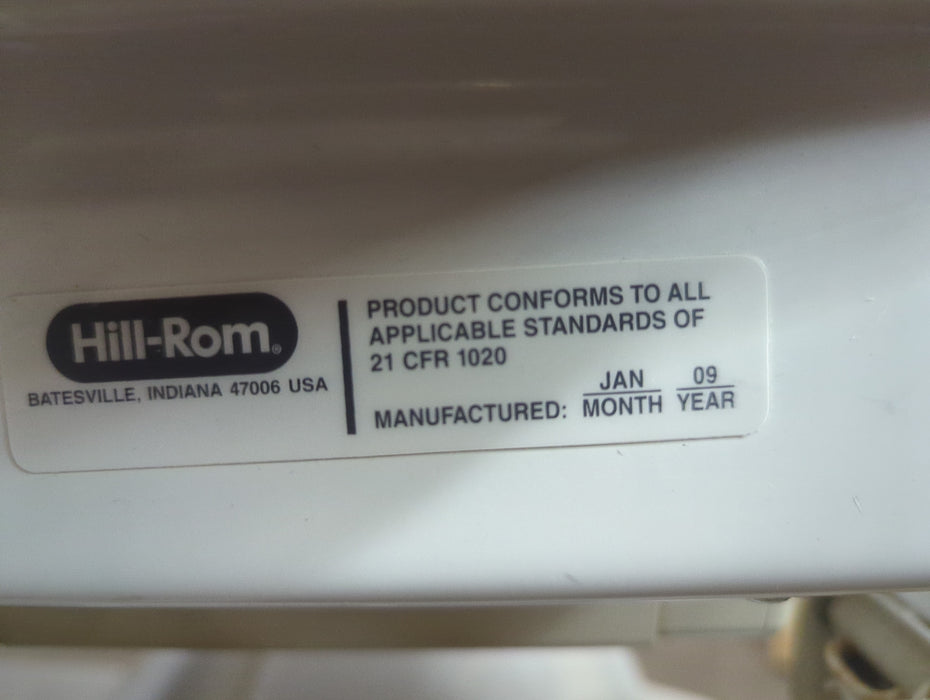 Hill-Rom®
BATESVILLE, INDIANA 47006 USA
PRODUCT CONFORMS TO ALL
APPLICABLE STANDARDS OF
21 CFR 1020
JAN 09
MANUFACTURED: MONTH YEAR